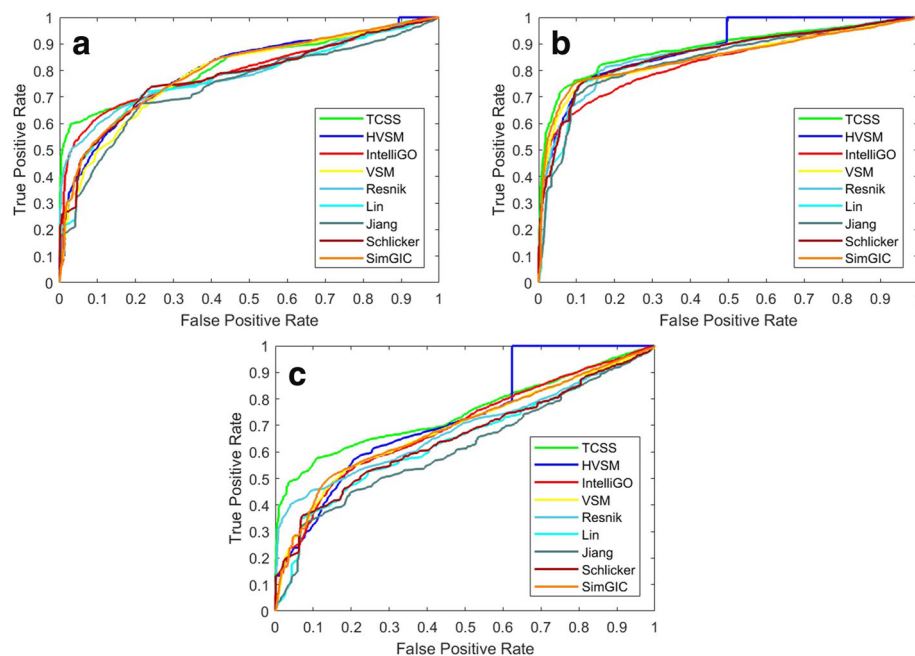 a
1
0.9
0.8
0.7
0.6
0.5
0.4
0.3
0.2
0.1
0
True Positive Rate
0 0.1 0.2 0.3 0.4 0.5 0.6 0.7 0.8 0.9 1
False Positive Rate
TCSS
HVSM
IntelliGO
VSM
Resnik
Lin
Jiang
Schlicker
SimGIC
b
1
0.9
0.8
0.7
0.6
0.5
0.4
0.3
0.2
0.1
0
True Positive Rate
0 0.1 0.2 0.3 0.4 0.5 0.6 0.7 0.8 0.9
False Positive Rate
TCSS
HVSM
IntelliGO
VSM
Resnik
Lin
Jiang
Schlicker
SimGIC
c
1
0.9
0.8
0.7
0.6
0.5
0.4
0.3
0.2
0.1
0
True Positive Rate
0 0.1 0.2 0.3 0.4 0.5 0.6 0.7 0.8 0.9 1
False Positive Rate
TCSS
HVSM
IntelliGO
VSM
Resnik
Lin
Jiang
Schlicker
SimGIC